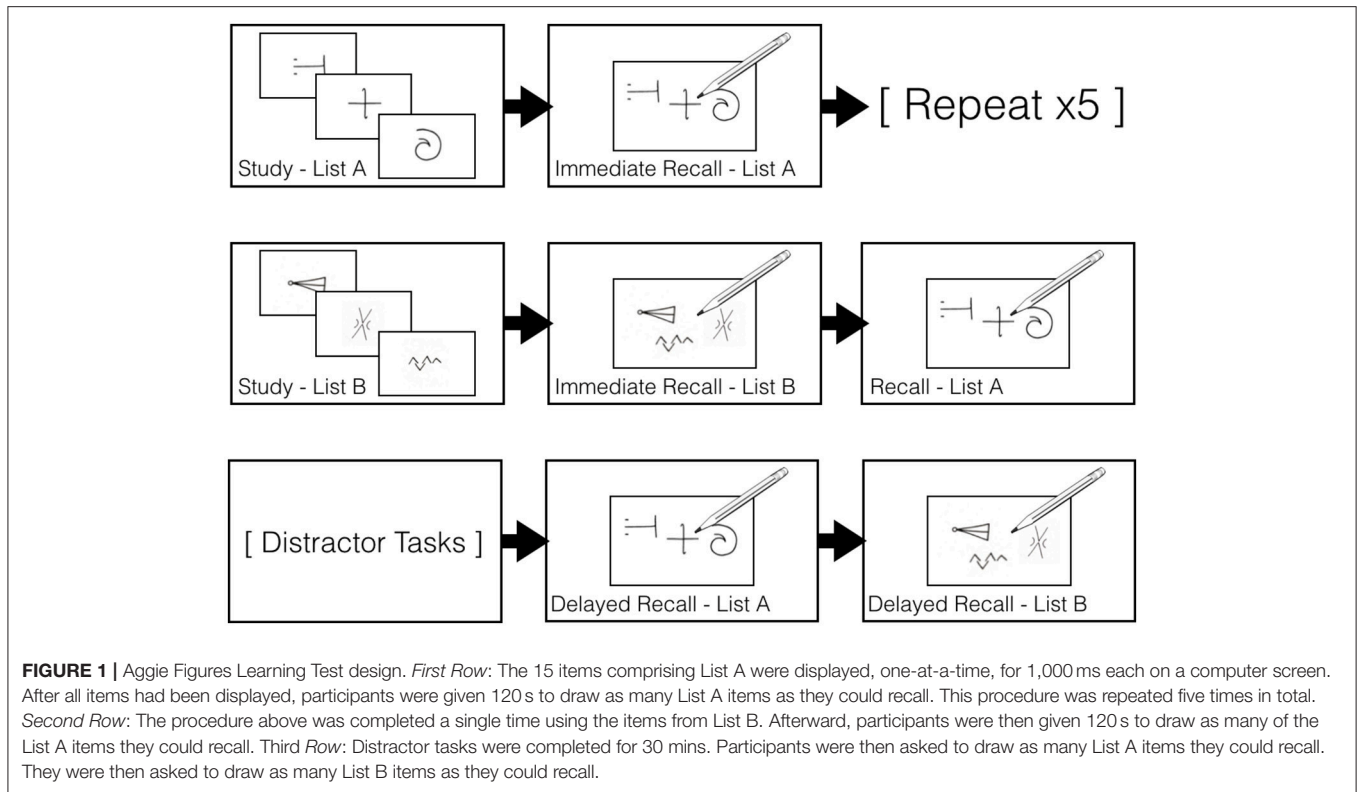 Study - List A
Immediate Recall - List A
[ Repeat x5 ]
Study - List B
Immediate Recall - List B
Recall - List A
[ Distractor Tasks ]
Delayed Recall - List A
Delayed Recall - List B
FIGURE 1 | Aggie Figures Learning Test design. First Row: The 15 items comprising List A were displayed, one-at-a-time, for 1,000 ms each on a computer screen.
After all items had been displayed, participants were given 120 s to draw as many List A items as they could recall. This procedure was repeated five times in total.
Second Row: The procedure above was completed a single time using the items from List B. Afterward, participants were then given 120 s to draw as many of the
List A items they could recall. Third Row: Distractor tasks were completed for 30 mins. Participants were then asked to draw as many List A items they could recall.
They were then asked to draw as many List B items as they could recall.